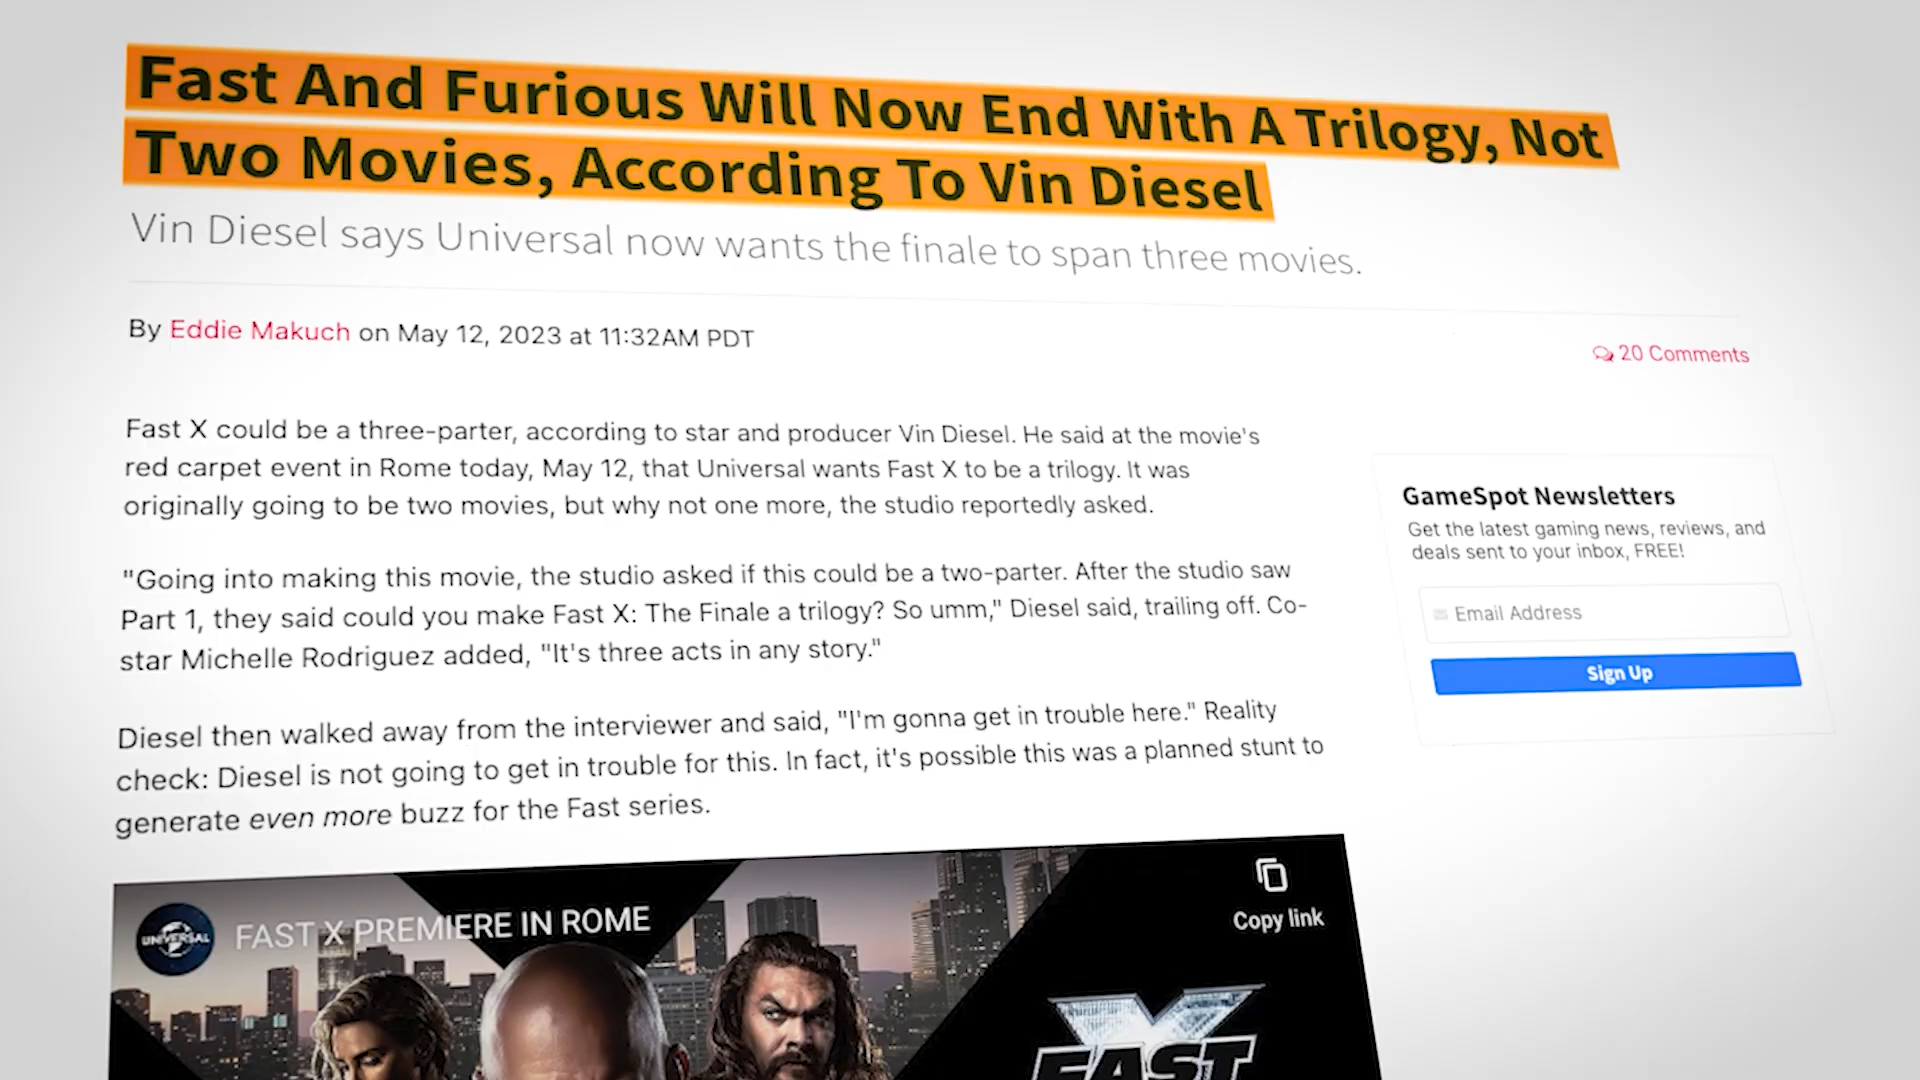 Fast And Furious Will Now End With A Trilogy, Not
Two Movies, According To Vin Diesel
Vin Diesel says Universal now wants the finale to span three movies.
By Eddie Makuch on May 12, 2023 at 11:32AM PDT
20 Comments
Fast X could be a three-parter, according to star and producer Vin Diesel. He said at the movie's
red carpet event in Rome today, May 12, that Universal wants Fast X to be a trilogy. It was
originally going to be two movies, but why not one more, the studio reportedly asked.
"Going into making this movie, the studio asked if this could be a two-parter. After the studio saw
Part 1, they said could you make Fast X: The Finale a trilogy? So umm," Diesel said, trailing off. Co-
star Michelle Rodriguez added, "It's three acts in any story."
Diesel then walked away from the interviewer and said, "I'm gonna get in trouble here." Reality
check: Diesel is not going to get in trouble for this. In fact, it's possible this was a planned stunt to
generate even more buzz for the Fast series.
GameSpot Newsletters
Get the latest gaming news, reviews, and
deals sent to your inbox, FREE!
Email Address
Sign Up
UNIVERSAL
FAST X PREMIERE IN ROME
Copy link
X
FAST